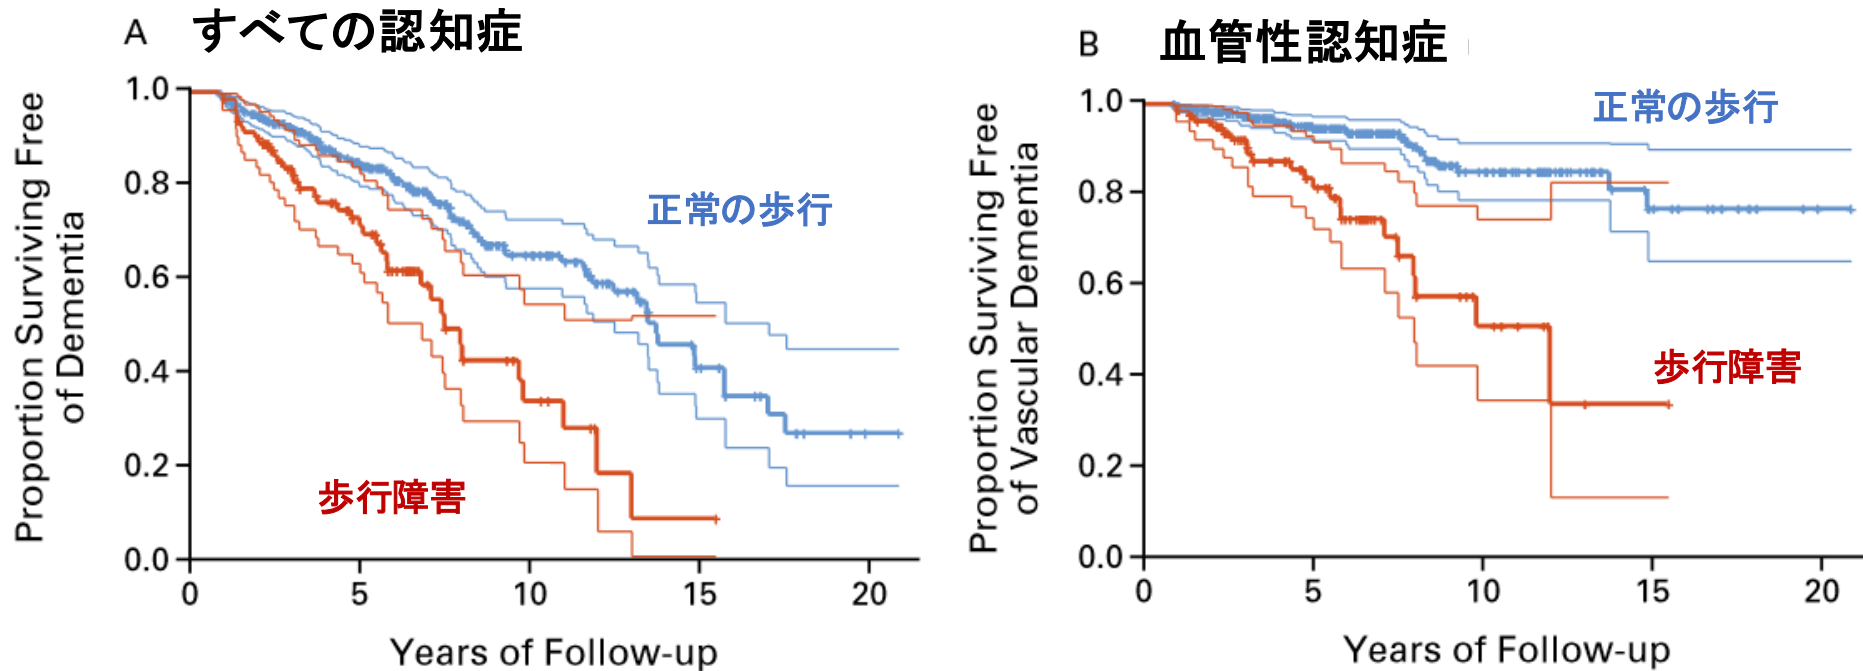 A すべての認知症
Proportion Surviving Free
of Dementia
1.0
0.8
0.6
0.4
0.2
0.0
正常の歩行
歩行障害
0 5 10 15 20
Years of Follow-up
B 血管性認知症
Proportion Surviving Free
of Vascular Dementia
1.0
0.8
0.6
0.4
0.2
0.0
正常の歩行
歩行障害
0 5 10 15 20
Years of Follow-up